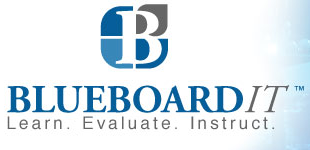 B
BLUEBOARDIT™
Learn. Evaluate. Instruct.